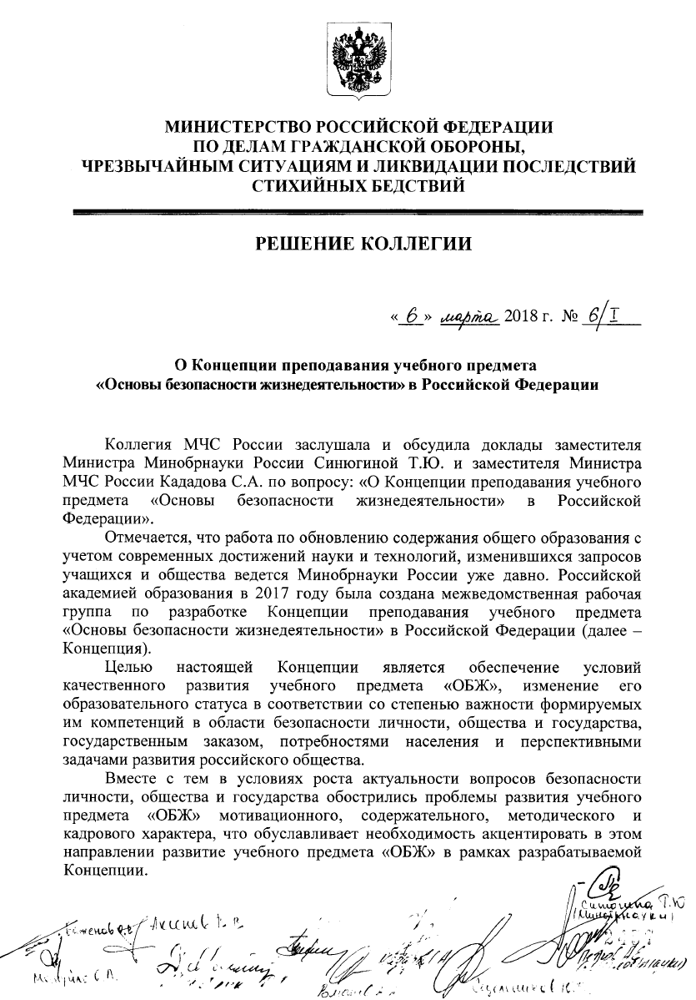 МИНИСТЕРСТВО РОССИЙСКОЙ ФЕДЕРАЦИИ
ПО ДЕЛАМ ГРАЖДАНСКОЙ ОБОРОНЫ,
ЧРЕЗВЫЧАЙНЫМ СИТУАЦИЯМ И ЛИКВИДАЦИИ ПОСЛЕДСТВИЙ
СТИХИЙНЫХ БЕДСТВИЙ
РЕШЕНИЕ КОЛЛЕГИИ
« 6 » марта 2018 г. № 6/I
О Концепции преподавания учебного предмета
«Основы безопасности жизнедеятельности» в Российской Федерации
Коллегия МЧС России заслушала и обсудила доклады заместителя
Министра Минобрнауки России Синюгиной Т.Ю. и заместителя Министра
МЧС России Кададова С.А. по вопросу: «О Концепции преподавания учебного
предмета «Основы безопасности жизнедеятельности» в Российской
Федерации».
Отмечается, что работа по обновлению содержания общего образования с
учетом современных достижений науки и технологий, изменившихся запросов
учащихся и общества ведется Минобрнауки России уже давно. Российской
академией образования в 2017 году была создана межведомственная рабочая
группа по разработке Концепции преподавания учебного предмета
«Основы безопасности жизнедеятельности» в Российской Федерации (далее –
Концепция).
Целью настоящей Концепции является обеспечение условий
качественного развития учебного предмета «ОБЖ», изменение его
образовательного статуса в соответствии со степенью важности формируемых
им компетенций в области безопасности личности, общества и государства,
государственным заказом, потребностями населения и перспективными
задачами развития российского общества.
Вместе с тем в условиях роста актуальности вопросов безопасности
личности, общества и государства обострились проблемы развития учебного
предмета «ОБЖ» мотивационного, содержательного, методического и
кадрового характера, что обуславливает необходимость акцентировать в этом
направлении развитие учебного предмета «ОБЖ» в рамках разрабатываемой
Концепции.
Синюгина Т.Ю
(Минобрнауки)